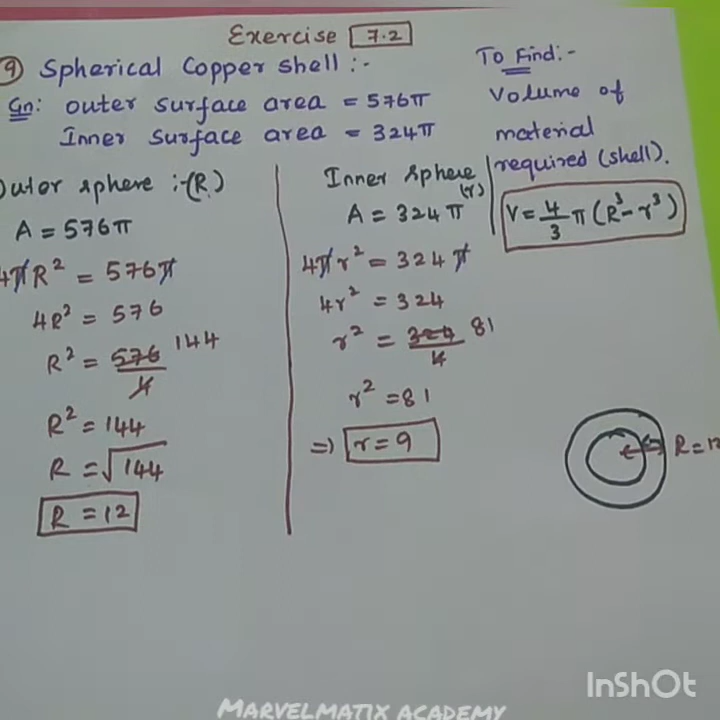 Exercise 7.2
9 Spherical Copper shell :-
Gn: outer surface area = 576π
Inner surface area = 324π
To Find:-
Volume of
material
required (shell).
V = 4/3 π (R³ - r³)
Outer sphere :- (R)
A = 576π
4πR² = 576π
4R² = 576
R² = 576/4 144
R² = 144
R = √144
R = 12
Inner sphere (r)
A = 324π
4πr² = 324π
4r² = 324
r² = 324/4 81
r² = 81
=) r = 9
R = 12
InShOt
MARVELMATIX ACADEMY